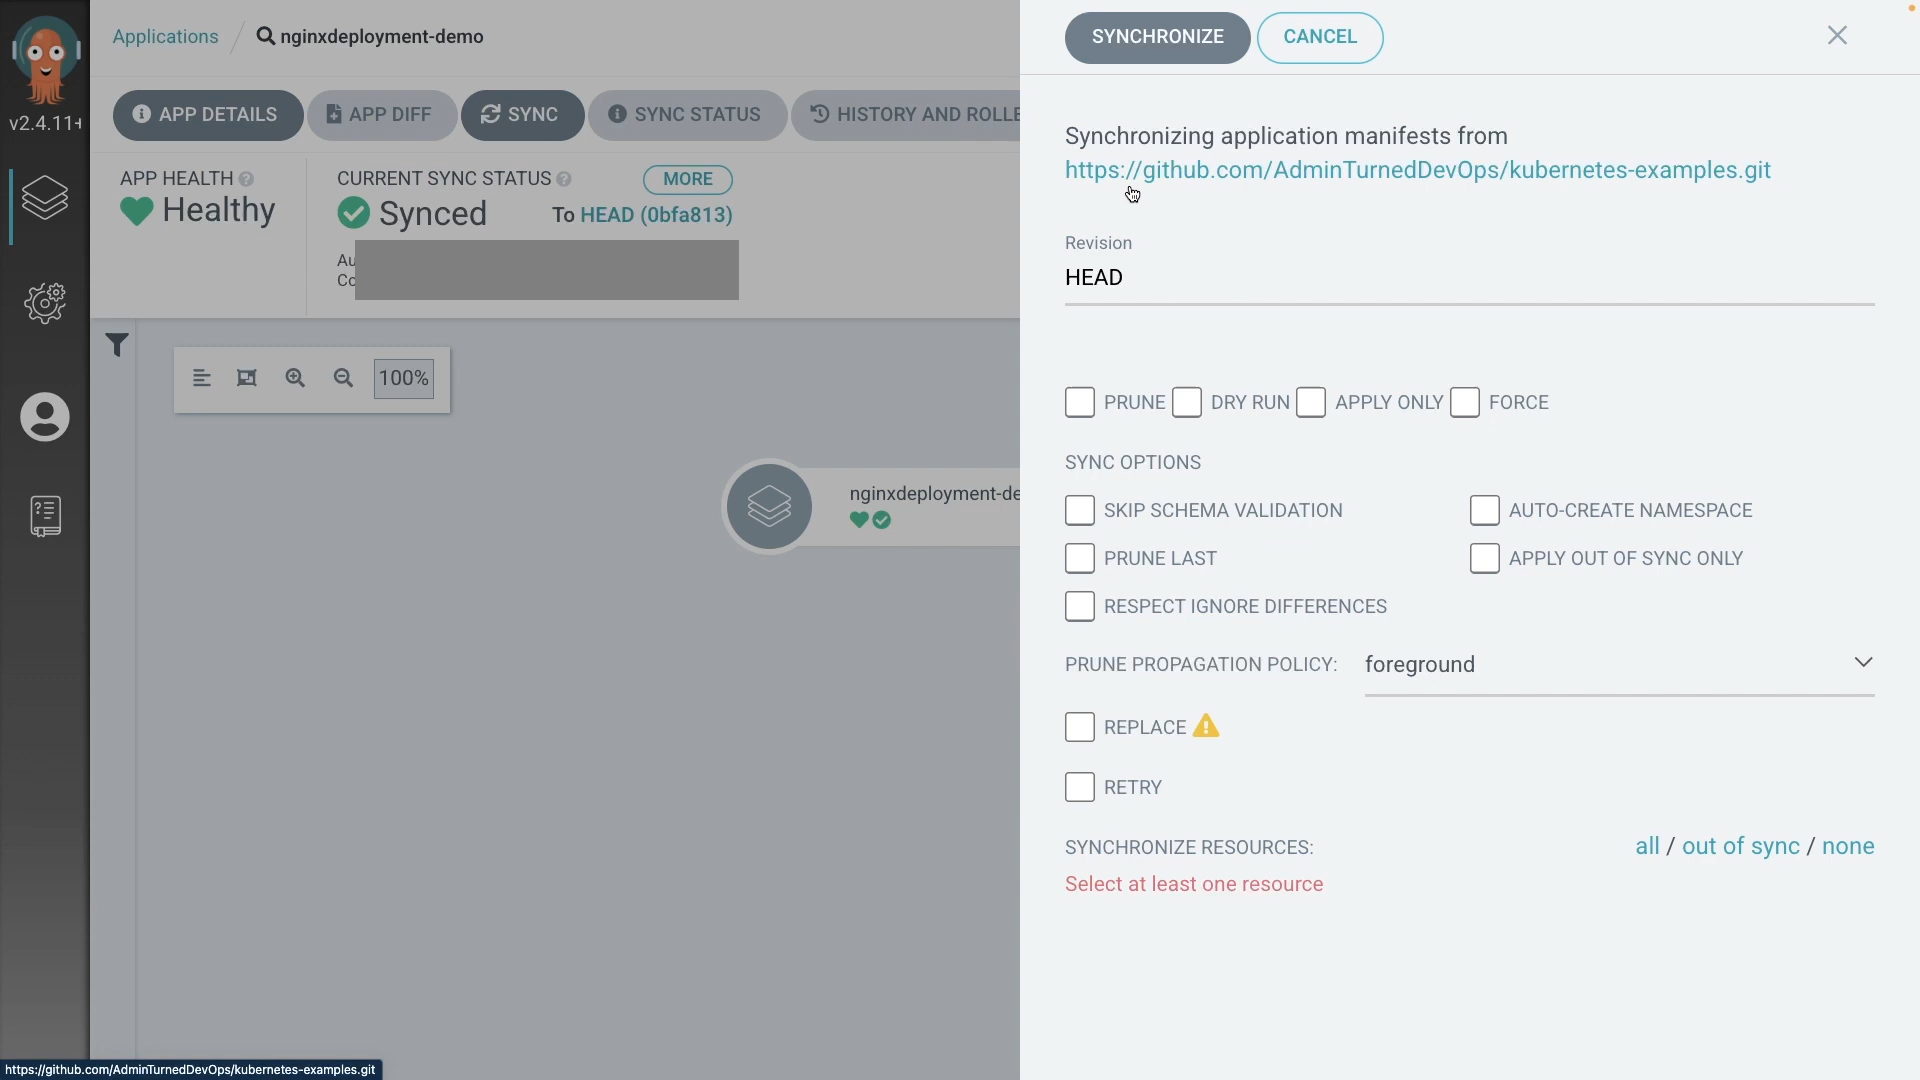 v2.4.11+
Applications
nginxdeployment-demo
APP DETAILS
APP DIFF
SYNC
SYNC STATUS
HISTORY AND ROLLE
APP HEALTH
Healthy
CURRENT SYNC STATUS
MORE
Synced
To HEAD (0bfa813)
Au
Co
100%
nginxdeployment-de
SYNCHRONIZE
CANCEL
Synchronizing application manifests from
https://github.com/AdminTurnedDevOps/kubernetes-examples.git
Revision
HEAD
PRUNE
DRY RUN
APPLY ONLY
FORCE
SYNC OPTIONS
SKIP SCHEMA VALIDATION
AUTO-CREATE NAMESPACE
PRUNE LAST
APPLY OUT OF SYNC ONLY
RESPECT IGNORE DIFFERENCES
PRUNE PROPAGATION POLICY:
foreground
REPLACE
RETRY
SYNCHRONIZE RESOURCES:
all / out of sync / none
Select at least one resource
https://github.com/AdminTurnedDevOps/kubernetes-examples.git